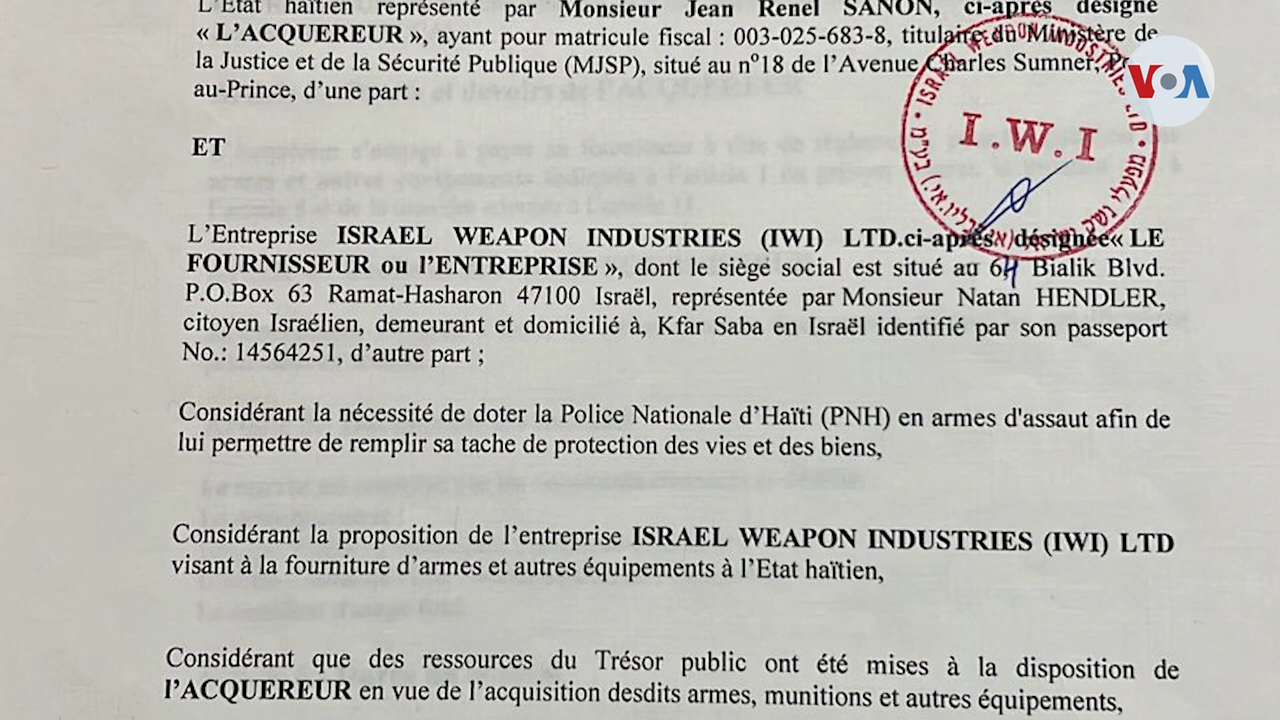 L'Etat haïtien représenté par Monsieur Jean Renel SANON, ci-après désigné
« L'ACQUEREUR », ayant pour matricule fiscal : 003-025-683-8, titulaire du Ministère de
la Justice et de la Sécurité Publique (MJSP), situé au n°18 de l'Avenue Charles Sumner,
au-Prince, d'une part :
VOA
ISRAEL WEAPON INDUSTRIES LTD
I.W.I
ET
L'Entreprise ISRAEL WEAPON INDUSTRIES (IWI) LTD.ci-après désignée« LE
FOURNISSEUR ou l'ENTREPRISE », dont le siège social est situé au 64 Bialik Blvd.
P.O.Box 63 Ramat-Hasharon 47100 Israël, représentée par Monsieur Natan HENDLER,
citoyen Israélien, demeurant et domicilié à, Kfar Saba en Israël identifié par son passeport
No.: 14564251, d'autre part ;
Considérant la nécessité de doter la Police Nationale d'Haïti (PNH) en armes d'assaut afin de
lui permettre de remplir sa tache de protection des vies et des biens,
Considérant la proposition de l'entreprise ISRAEL WEAPON INDUSTRIES (IWI) LTD
visant à la fourniture d'armes et autres équipements à l'Etat haïtien,
Considérant que des ressources du Trésor public ont été mises à la disposition de
l'ACQUEREUR en vue de l'acquisition desdits armes, munitions et autres équipements,